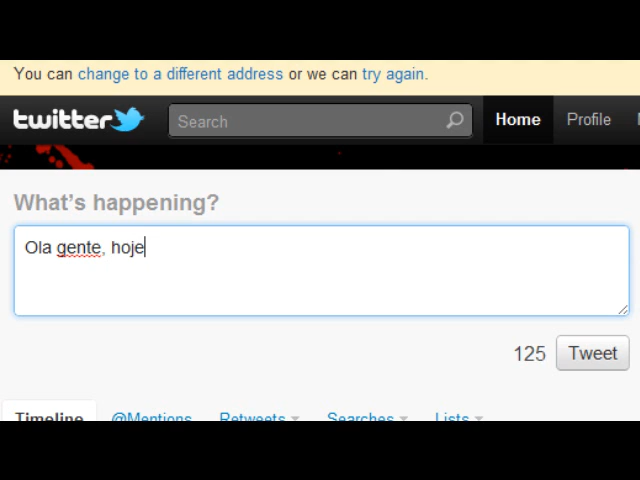 You can change to a different address or we can try again.
twitter Search Home Profile
What's happening?
Ola gente, hoje
125 Tweet
Timeline @Mentions Retweets Searches Lists